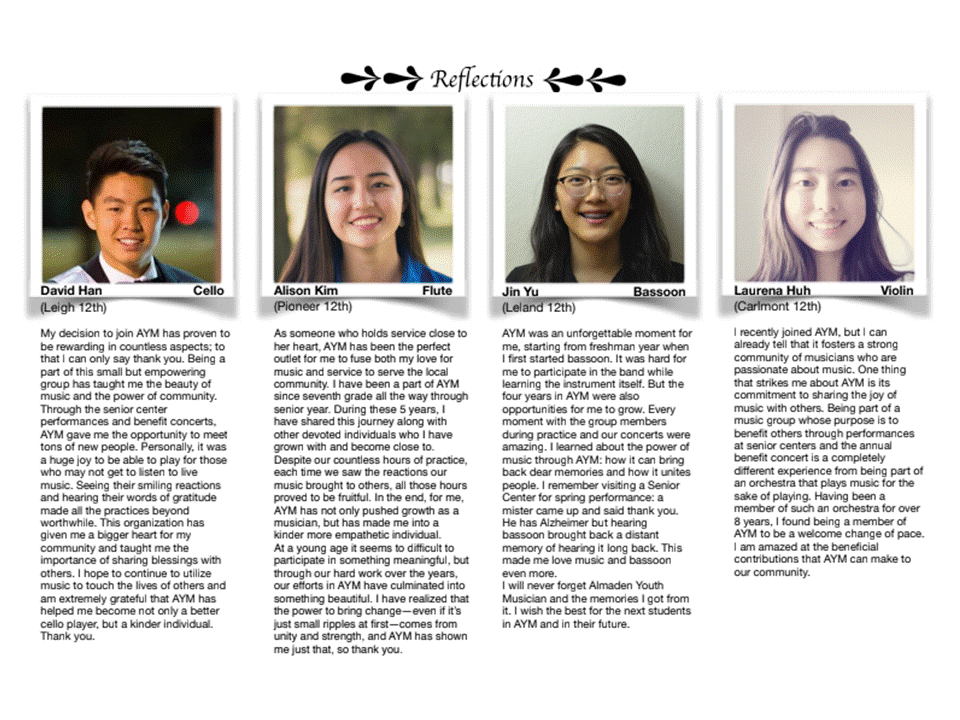 Reflections
David Han Cello
(Leigh 12th)
My decision to join AYM has proven to
be rewarding in countless aspects; to
that I can only say thank you. Being a
part of this small but empowering
group has taught me the beauty of
music and the power of community.
Through the senior center
performances and benefit concerts,
AYM gave me the opportunity to meet
tons of new people. Personally, it was
a huge joy to be able to play for those
who may not get to listen to live
music. Seeing their smiling reactions
and hearing their words of gratitude
made all the practices beyond
worthwhile. This organization has
given me a bigger heart for my
community and taught me the
importance of sharing blessings with
others. I hope to continue to utilize
music to touch the lives of others and
am extremely grateful that AYM has
helped me become not only a better
cello player, but a kinder individual.
Thank you.
Alison Kim Flute
(Pioneer 12th)
As someone who holds service close to
her heart, AYM has been the perfect
outlet for me to fuse both my love for
music and service to serve the local
community. I have been a part of AYM
since seventh grade all the way through
senior year. During these 5 years, I
have shared this journey along with
other devoted individuals who I have
grown with and become close to.
Despite our countless hours of practice,
each time we saw the reactions our
music brought to others, all those hours
proved to be fruitful. In the end, for me,
AYM has not only pushed growth as a
musician, but has made me into a
kinder more empathetic individual.
At a young age it seems to difficult to
participate in something meaningful, but
through our hard work over the years,
our efforts in AYM have culminated into
something beautiful. I have realized that
the power to bring change—even if it's
just small ripples at first—comes from
unity and strength, and AYM has shown
me just that, so thank you.
Jin Yu Bassoon
(Leland 12th)
AYM was an unforgettable moment for
me, starting from freshman year when
I first started bassoon. It was hard for
me to participate in the band while
learning the instrument itself. But the
four years in AYM were also
opportunities for me to grow. Every
moment with the group members
during practice and our concerts were
amazing. I learned about the power of
music through AYM: how it can bring
back dear memories and how it unites
people. I remember visiting a Senior
Center for spring performance: a
mister came up and said thank you.
He has Alzheimer but hearing
bassoon brought back a distant
memory of hearing it long back. This
made me love music and bassoon
even more.
I will never forget Almaden Youth
Musician and the memories I got from
it. I wish the best for the next students
in AYM and in their future.
Laurena Huh Violin
(Carlmont 12th)
I recently joined AYM, but I can
already tell that it fosters a strong
community of musicians who are
passionate about music. One thing
that strikes me about AYM is its
commitment to sharing the joy of
music with others. Being part of a
music group whose purpose is to
benefit others through performances
at senior centers and the annual
benefit concert is a completely
different experience from being part of
an orchestra that plays music for the
sake of playing. Having been a
member of such an orchestra for over
8 years, I found being a member of
AYM to be a welcome change of pace.
I am amazed at the beneficial
contributions that AYM can make to
our community.